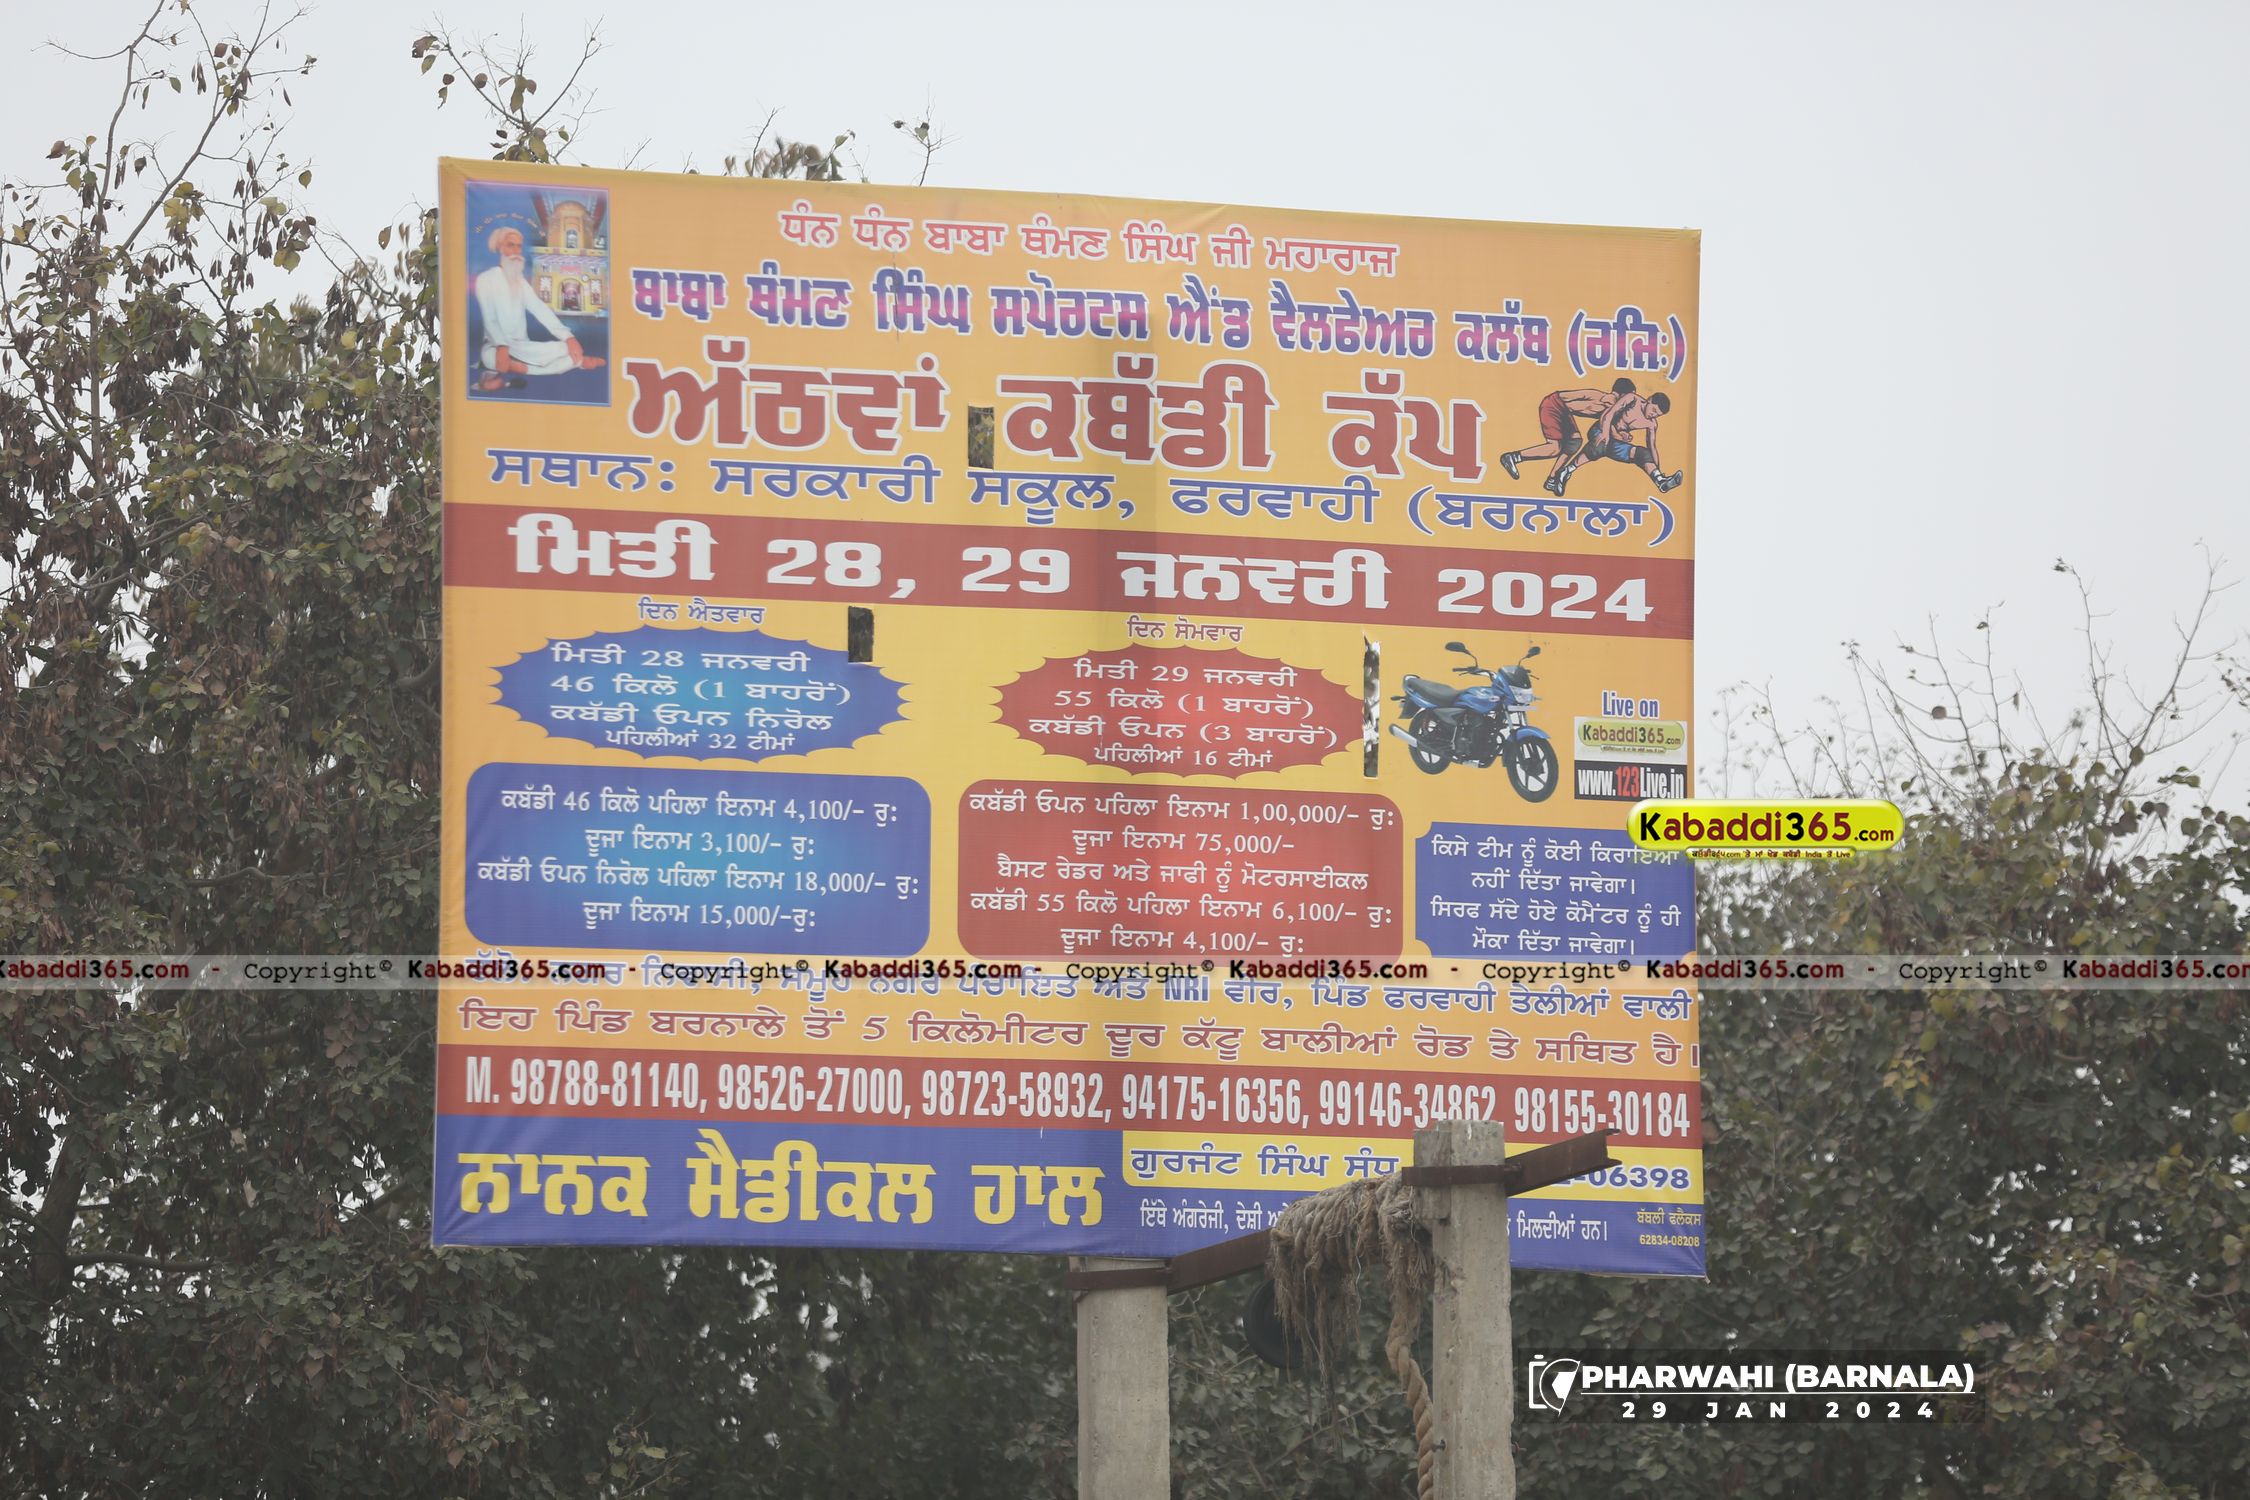 ਧੰਨ ਧੰਨ ਬਾਬਾ ਥੰਮਣ ਸਿੰਘ ਜੀ ਮਹਾਰਾਜ
ਬਾਬਾ ਥੰਮਣ ਸਿੰਘ ਸਪੋਰਟਸ ਐਂਡ ਵੈਲਫੇਅਰ ਕਲੱਬ (ਰਜਿ:)
ਅੱਠਵਾਂ ਕਬੱਡੀ ਕੱਪ
ਸਥਾਨ: ਸਰਕਾਰੀ ਸਕੂਲ, ਫਰਵਾਹੀ (ਬਰਨਾਲਾ)
ਮਿਤੀ 28, 29 ਜਨਵਰੀ 2024
ਦਿਨ ਐਤਵਾਰ
ਮਿਤੀ 28 ਜਨਵਰੀ
46 ਕਿਲੋ (1 ਬਾਹਰੋਂ)
ਕਬੱਡੀ ਓਪਨ ਨਿਰੋਲ
ਪਹਿਲੀਆਂ 32 ਟੀਮਾਂ
ਦਿਨ ਸੋਮਵਾਰ
ਮਿਤੀ 29 ਜਨਵਰੀ
55 ਕਿਲੋ (1 ਬਾਹਰੋਂ)
ਕਬੱਡੀ ਓਪਨ (3 ਬਾਹਰੋਂ)
ਪਹਿਲੀਆਂ 16 ਟੀਮਾਂ
Live on
Kabaddi365.com
www.123Live.in
ਕਬੱਡੀ 46 ਕਿਲੋ ਪਹਿਲਾ ਇਨਾਮ 4,100/- ਰੁ:
ਦੂਜਾ ਇਨਾਮ 3,100/- ਰੁ:
ਕਬੱਡੀ ਓਪਨ ਨਿਰੋਲ ਪਹਿਲਾ ਇਨਾਮ 18,000/- ਰੁ:
ਦੂਜਾ ਇਨਾਮ 15,000/-ਰੁ:
ਕਬੱਡੀ ਓਪਨ ਪਹਿਲਾ ਇਨਾਮ 1,00,000/- ਰੁ:
ਦੂਜਾ ਇਨਾਮ 75,000/-
ਬੈਸਟ ਰੇਡਰ ਅਤੇ ਜਾਫੀ ਨੂੰ ਮੋਟਰਸਾਈਕਲ
ਕਬੱਡੀ 55 ਕਿਲੋ ਪਹਿਲਾ ਇਨਾਮ 6,100/- ਰੁ:
ਦੂਜਾ ਇਨਾਮ 4,100/- ਰੁ:
Kabaddi365.com
ਕਿਸੇ ਟੀਮ ਨੂੰ ਕੋਈ ਕਿਰਾਇਆ
ਨਹੀਂ ਦਿੱਤਾ ਜਾਵੇਗਾ।
ਸਿਰਫ ਸੱਦੇ ਹੋਏ ਕੋਮੈਂਟਰ ਨੂੰ ਹੀ
ਮੌਕਾ ਦਿੱਤਾ ਜਾਵੇਗਾ।
Kabaddi365.com - Copyright© Kabaddi365.com - Copyright© Kabaddi365.com - Copyright© Kabaddi365.com - Copyright© Kabaddi365.com - Copyright© Kabaddi365.com
ਨਗਰ ਨਿਵਾਸੀ, ਸਮੂਹ ਨਗਰ ਪੰਚਾਇਤ ਅਤੇ NRI ਵੀਰ, ਪਿੰਡ ਫਰਵਾਹੀ ਤੇਲੀਆਂ ਵਾਲੀ
ਇਹ ਪਿੰਡ ਬਰਨਾਲੇ ਤੋਂ 5 ਕਿਲੋਮੀਟਰ ਦੂਰ ਕੱਟੂ ਬਾਲੀਆਂ ਰੋਡ ਤੇ ਸਥਿਤ ਹੈ।
M. 98788-81140, 98526-27000, 98723-58932, 94175-16356, 99146-34862, 98155-30184
ਨਾਨਕ ਮੈਡੀਕਲ ਹਾਲ
ਗੁਰਜੰਟ ਸਿੰਘ -06398
ਇੱਥੇ ਅੰਗਰੇਜੀ, ਦੇਸ਼ੀ ਮਿਲਦੀਆਂ ਹਨ।
ਬੱਬਲੀ ਫਲੈਕਸ
62834-08208
PHARWAHI (BARNALA)
29 JAN 2024